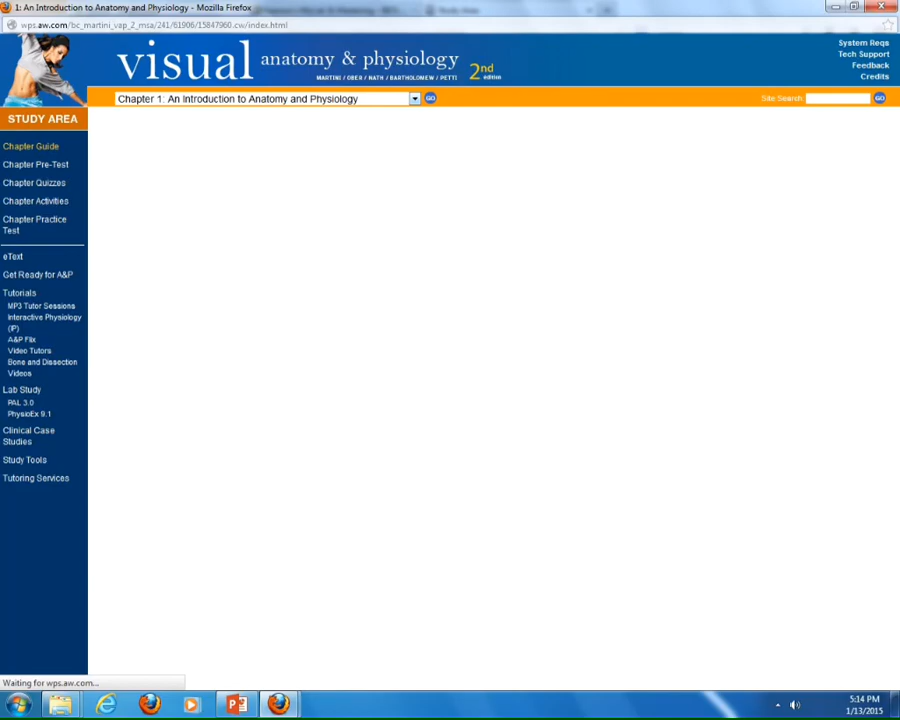 1: An Introduction to Anatomy and Physiology - Mozilla Firefox
wps.aw.com/bc_martini_vap_2_msa/241/61906/15847960.cw/index.html
visual anatomy & physiology 2nd edition
MARTINI / OBER / NATH / BARTHOLOMEW / PETTI
System Reqs
Tech Support
Feedback
Credits
Chapter 1: An Introduction to Anatomy and Physiology
GO
Site Search
GO
STUDY AREA
Chapter Guide
Chapter Pre-Test
Chapter Quizzes
Chapter Activities
Chapter Practice
Test
eText
Get Ready for A&P
Tutorials
MP3 Tutor Sessions
Interactive Physiology
(IP)
A&P Flix
Video Tutors
Bone and Dissection
Videos
Lab Study
PAL 3.0
PhysioEx 9.1
Clinical Case
Studies
Study Tools
Tutoring Services
Waiting for wps.aw.com...
5:14 PM
1/13/2015